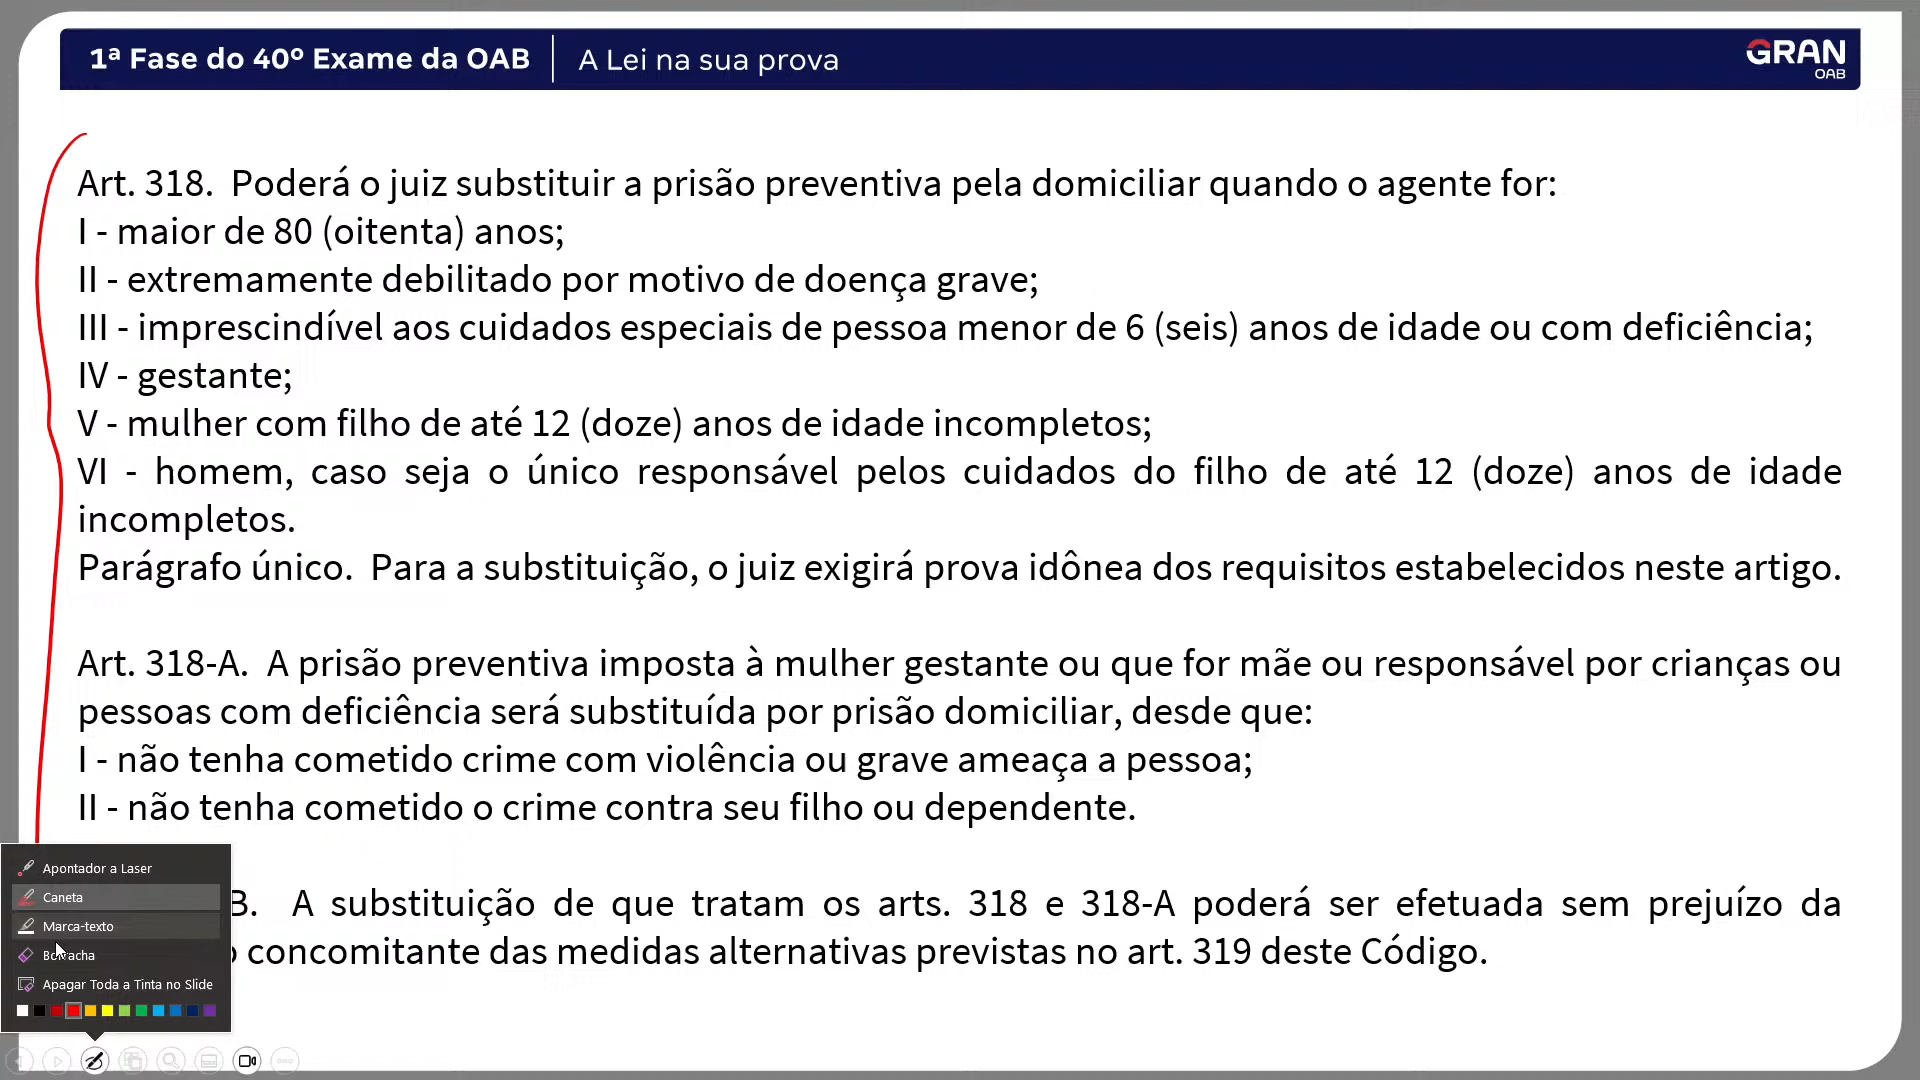 1ª Fase do 40º Exame da OAB A Lei na sua prova
GRAN
OAB
Art. 318. Poderá o juiz substituir a prisão preventiva pela domiciliar quando o agente for:
I - maior de 80 (oitenta) anos;
II - extremamente debilitado por motivo de doença grave;
III - imprescindível aos cuidados especiais de pessoa menor de 6 (seis) anos de idade ou com deficiência;
IV - gestante;
V - mulher com filho de até 12 (doze) anos de idade incompletos;
VI - homem, caso seja o único responsável pelos cuidados do filho de até 12 (doze) anos de idade
incompletos.
Parágrafo único. Para a substituição, o juiz exigirá prova idônea dos requisitos estabelecidos neste artigo.
Art. 318-A. A prisão preventiva imposta à mulher gestante ou que for mãe ou responsável por crianças ou
pessoas com deficiência será substituída por prisão domiciliar, desde que:
I - não tenha cometido crime com violência ou grave ameaça a pessoa;
II - não tenha cometido o crime contra seu filho ou dependente.
B. A substituição de que tratam os arts. 318 e 318-A poderá ser efetuada sem prejuízo da
o concomitante das medidas alternativas previstas no art. 319 deste Código.
Apontador a Laser
Caneta
Marca-texto
Borracha
Apagar Toda a Tinta no Slide